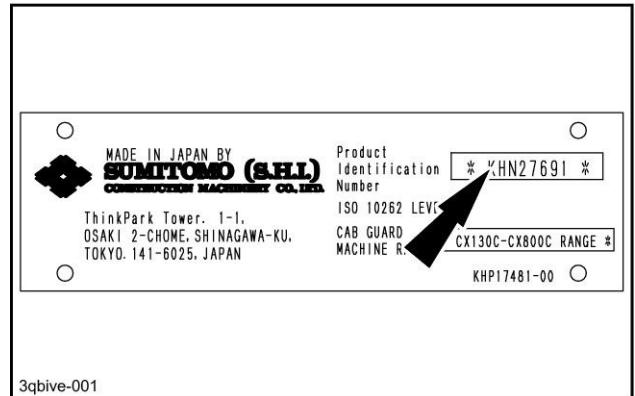 MADE IN JAPAN BY
SUMITOMO (S.H.I.)
CONSTRUCTION MACHINERY CO., LTD.
ThinkPark Tower. 1-1,
OSAKI 2-CHOME, SHINAGAWA-KU,
TOKYO. 141-6025, JAPAN
Product
Identification
Number
* KHN27691 *
ISO 10262
CAB GUARD
MACHINE
CX130C-CX800C RANGE *
KHP17481-00
3qbive-001